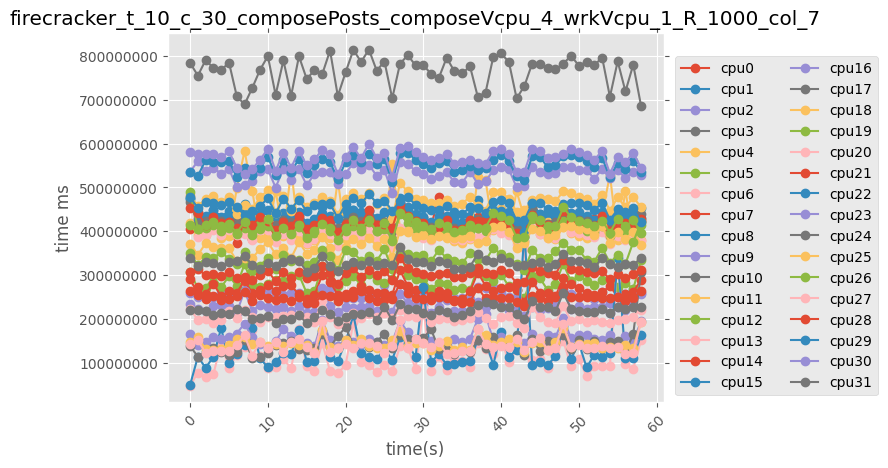 firecracker_t_10_c_30_composePosts_composeVcpu_4_wrkVcpu_1_R_1000_col_7
800000000
700000000
600000000
500000000
400000000
300000000
200000000
100000000
time ms
0
10
20
30
40
50
60
time(s)
cpu0
cpu1
cpu2
cpu3
cpu4
cpu5
cpu6
cpu7
cpu8
cpu9
cpu10
cpu11
cpu12
cpu13
cpu14
cpu15
cpu16
cpu17
cpu18
cpu19
cpu20
cpu21
cpu22
cpu23
cpu24
cpu25
cpu26
cpu27
cpu28
cpu29
cpu30
cpu31